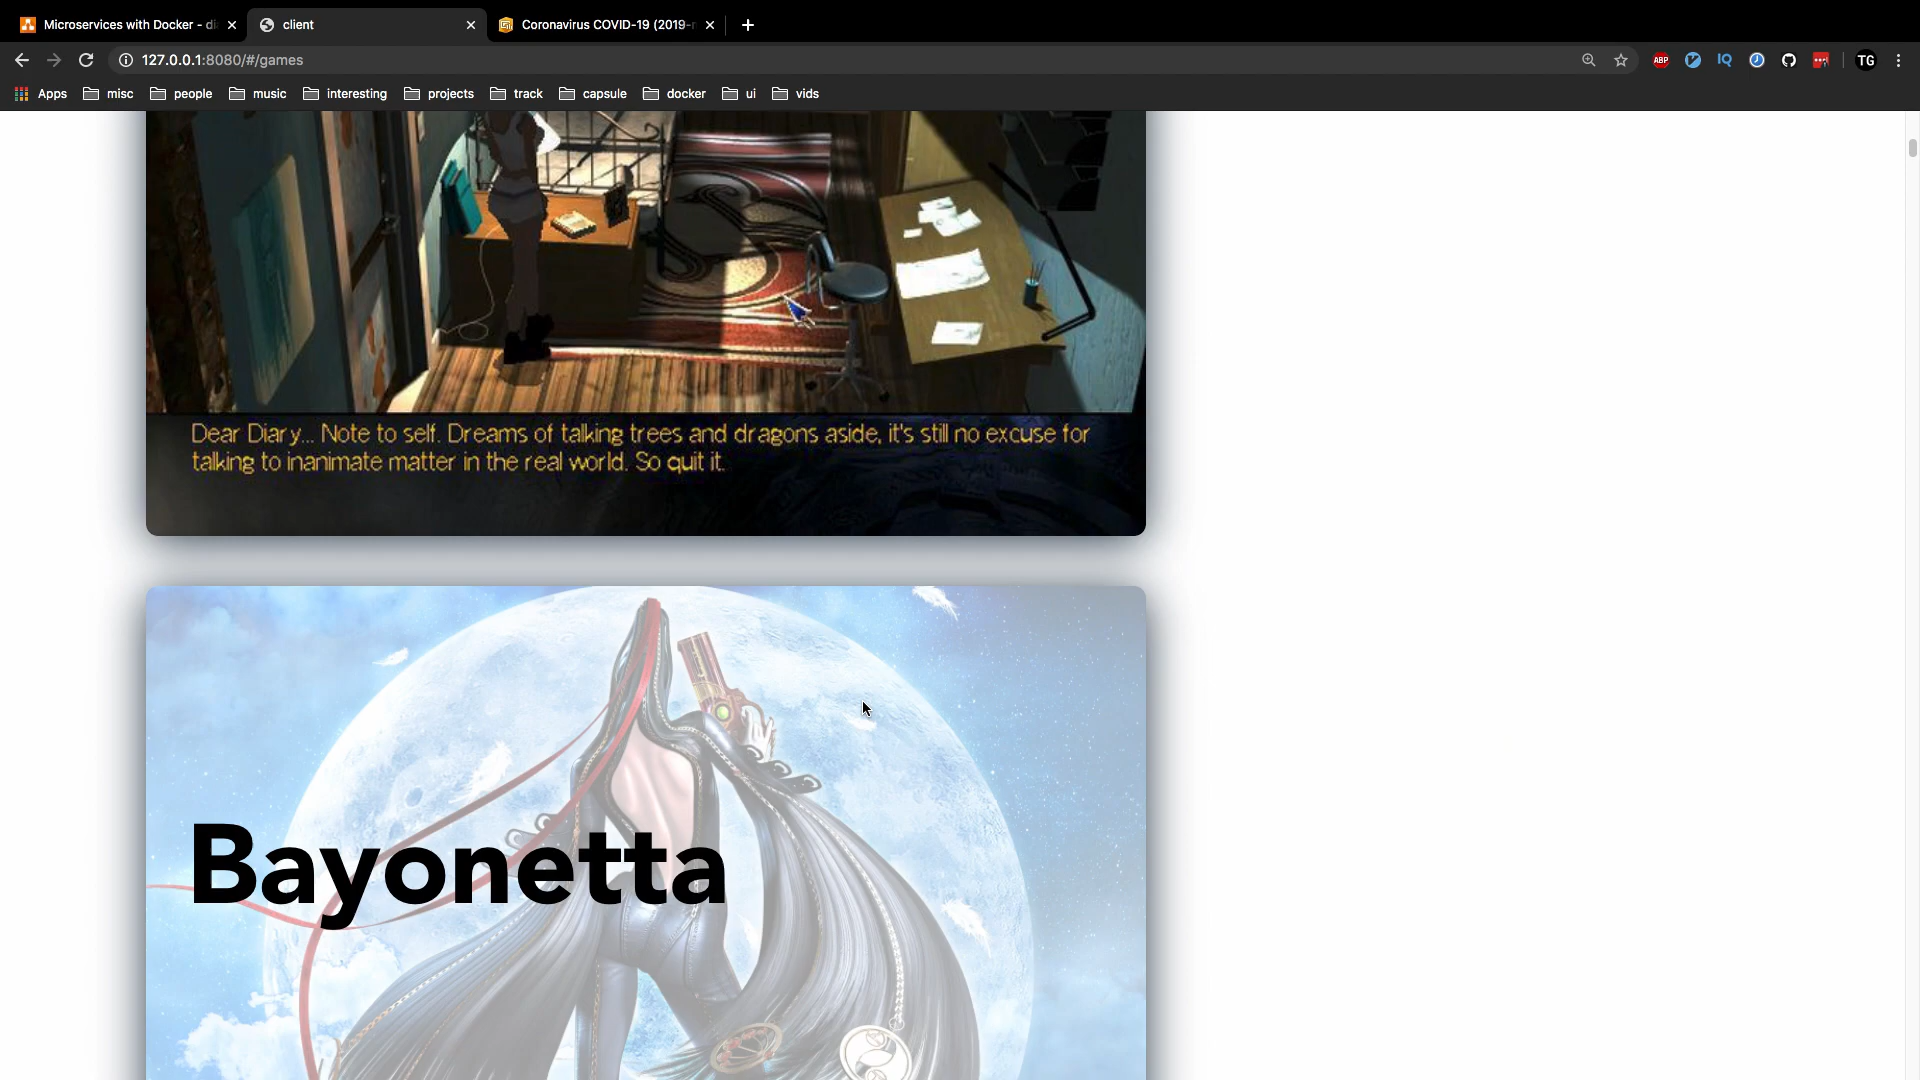 Microservices with Docker - di
client
Coronavirus COVID-19 (2019-n
127.0.0.1:8080/#/games
ABP
IQ
TG
Apps
misc
people
music
interesting
projects
track
capsule
docker
ui
vids
Dear Diary... Note to self. Dreams of talking trees and dragons aside, it's still no excuse for
talking to inanimate matter in the real world. So quit it.
Bayonetta